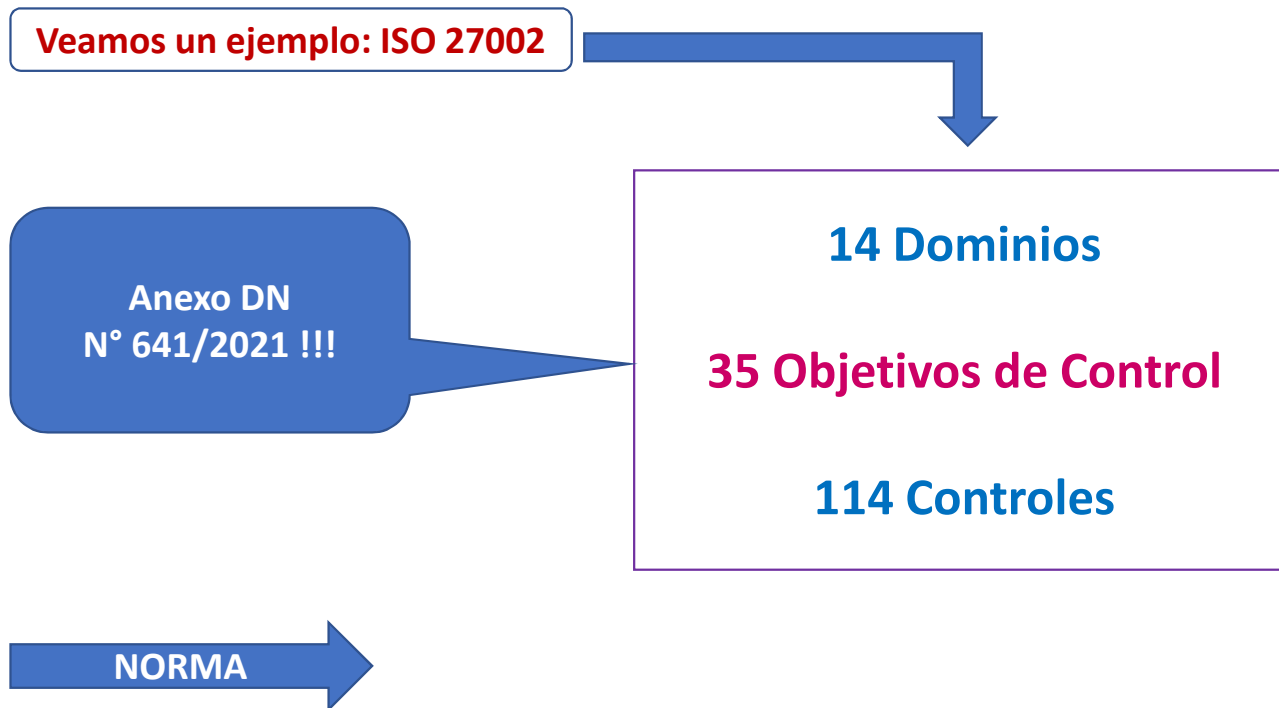 Veamos un ejemplo: ISO 27002
Anexo DN
N° 641/2021 !!!
14 Dominios
35 Objetivos de Control
114 Controles
NORMA